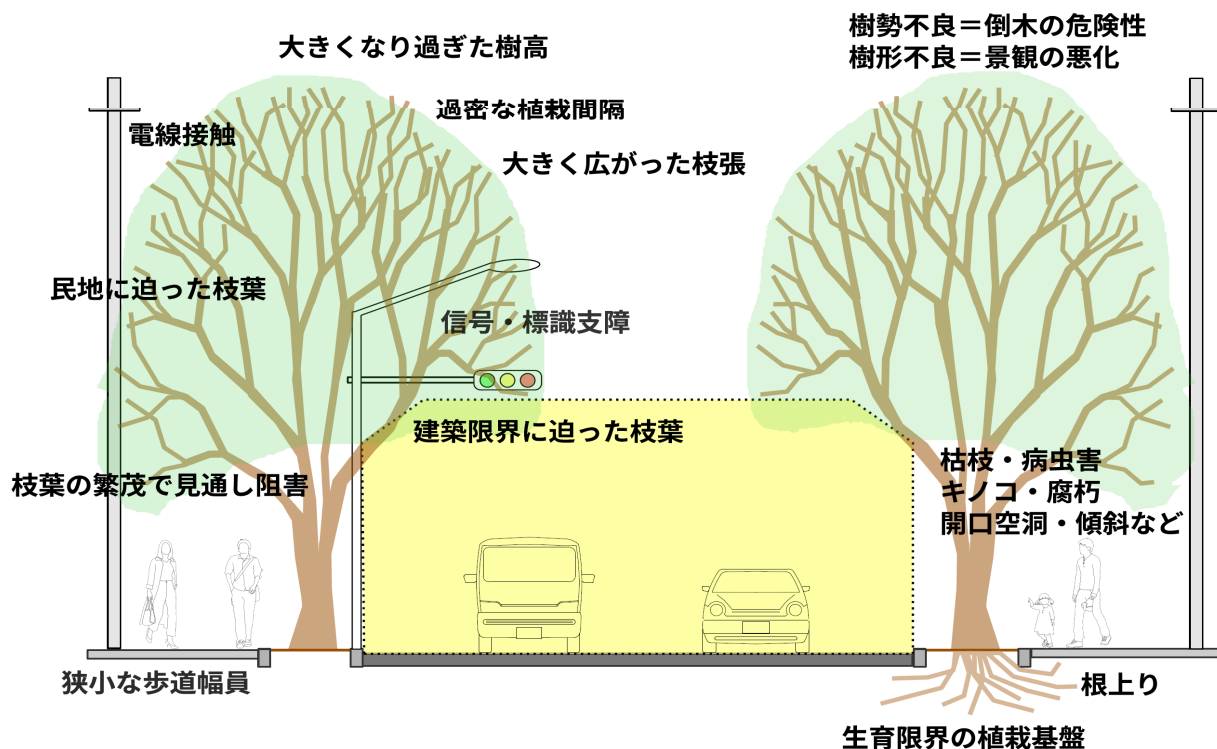 樹勢不良＝倒木の危険性
樹形不良＝景観の悪化
大きくなり過ぎた樹高
過密な植栽間隔
電線接触
大きく広がった枝張
民地に迫った枝葉
信号・標識支障
建築限界に迫った枝葉
枝葉の繁茂で見通し阻害
枯枝・病虫害
キノコ・腐朽
開口空洞・傾斜など
狭小な歩道幅員
根上り
生育限界の植栽基盤